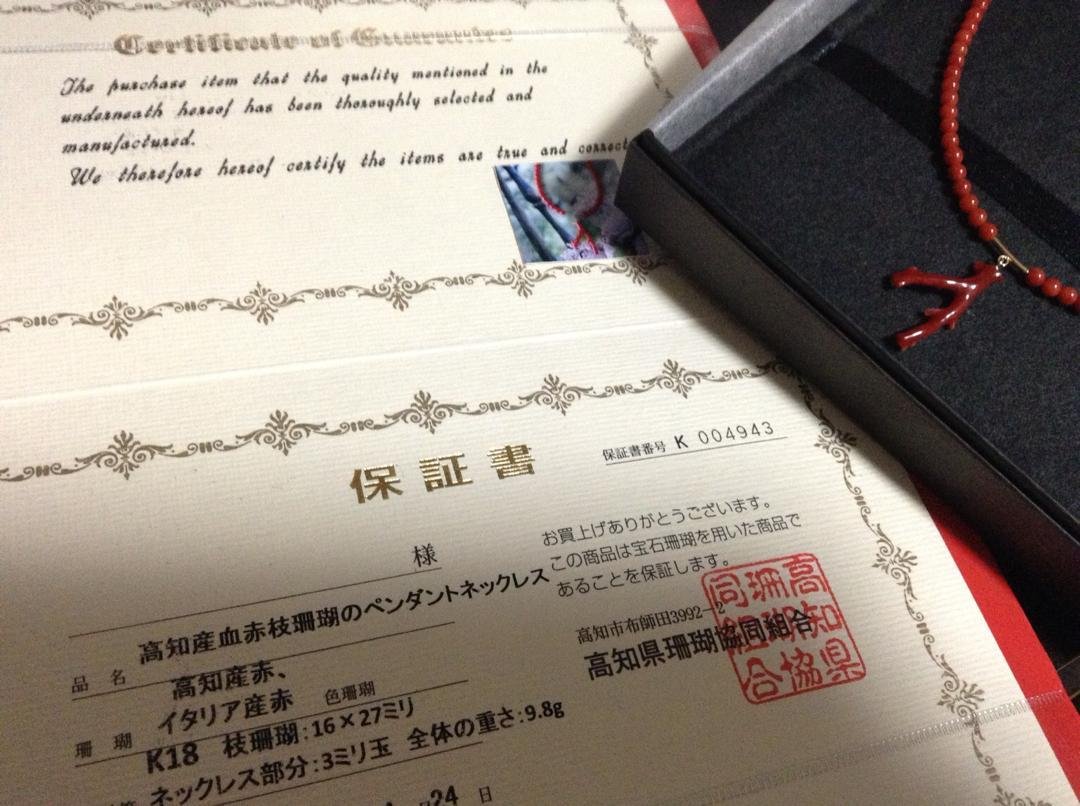 Certificate of Guarantee
The purchase item that the quality mentioned in the
underneath hereof has been thoroughly selected and
manufactured.
We therefore hereof certify the items are true and correct
保証書
保証書番号 K 004943
様
お買上げありがとうございます。
この商品は宝石珊瑚を用いた商品で
あることを保証します。
品名 高知産血赤枝珊瑚のペンダントネックレス
高知産赤、
珊瑚 イタリア産赤 色珊瑚
K18 枝珊瑚:16×27ミリ
ネックレス部分:3ミリ玉 全体の重さ:9.8g
24 日
高知市布師田3992-2
高知県珊瑚協同組合
高知県
珊瑚協
同組合